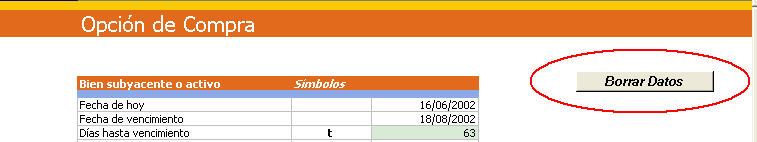 Opción de Compra
Bien subyacente o activo Símbolos
Borrar Datos
Fecha de hoy 16/06/2002
Fecha de vencimiento 18/08/2002
Días hasta vencimiento t 63